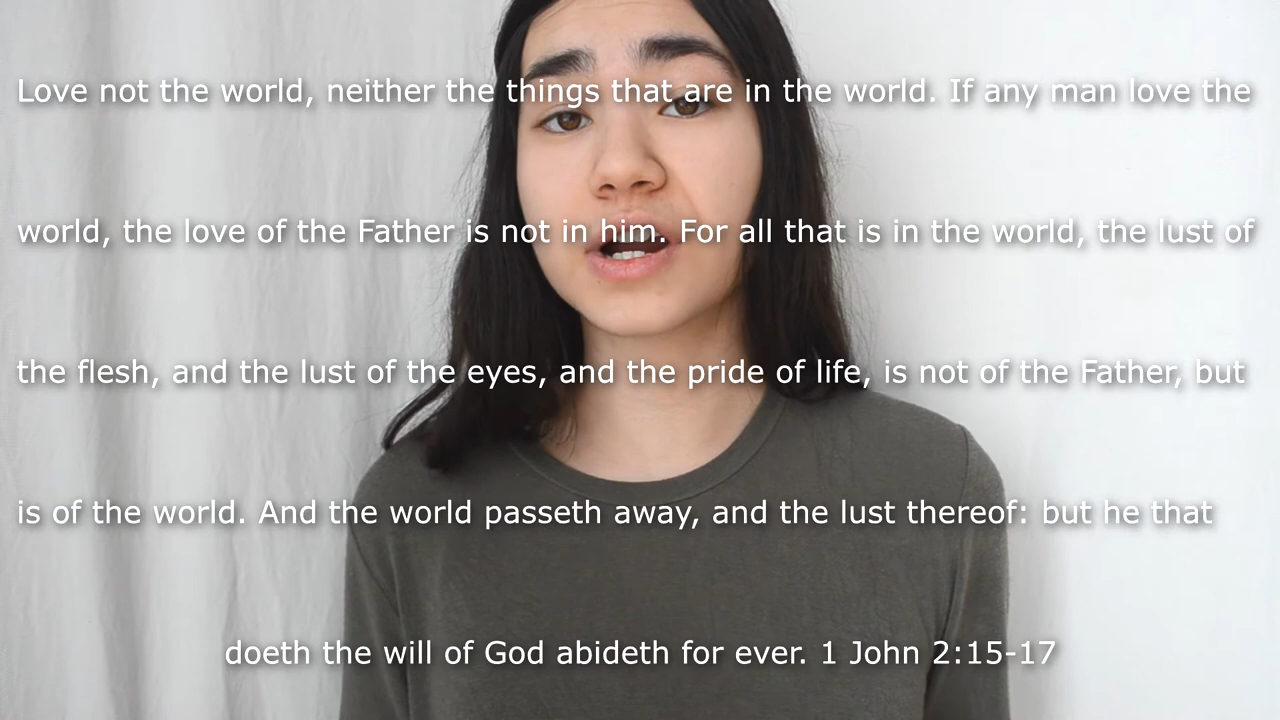 Love not the world, neither the things that are in the world. If any man love the
world, the love of the Father is not in him. For all that is in the world, the lust of
the flesh, and the lust of the eyes, and the pride of life, is not of the Father, but
is of the world. And the world passeth away, and the lust thereof: but he that
doeth the will of God abideth for ever. 1 John 2:15-17